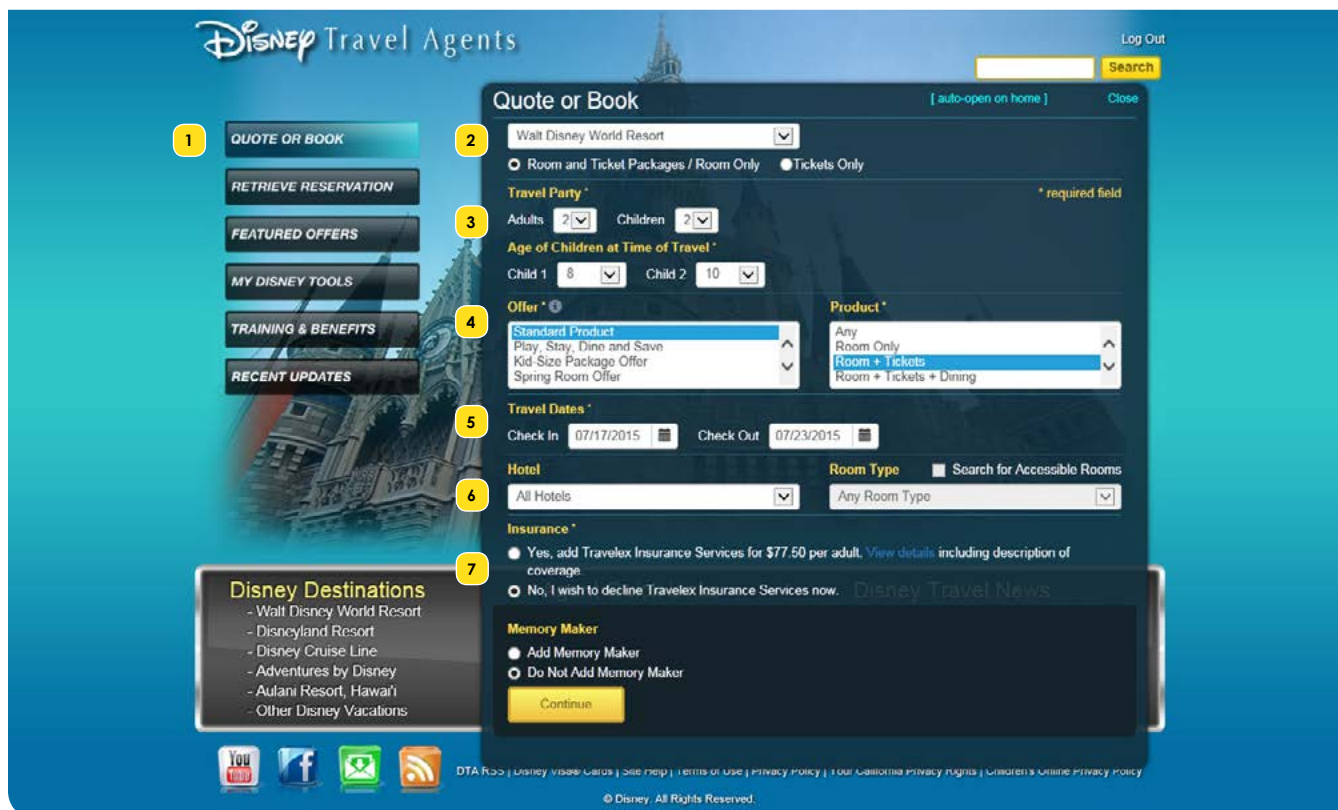 Disney Travel Agents
Log Out
Search
1
QUOTE OR BOOK
RETRIEVE RESERVATION
FEATURED OFFERS
MY DISNEY TOOLS
TRAINING & BENEFITS
RECENT UPDATES
Quote or Book
[ auto-open on home ]
Close
2
Walt Disney World Resort
Room and Ticket Packages / Room Only Tickets Only
Travel Party *
* required field
3
Adults 2 Children 2
Age of Children at Time of Travel *
Child 1 8 Child 2 10
Offer * Product *
4
Standard Product
Play, Stay, Dine and Save
Kid-Size Package Offer
Spring Room Offer
Any
Room Only
Room + Tickets
Room + Tickets + Dining
Travel Dates *
5
Check In 07/17/2015 Check Out 07/23/2015
Hotel Room Type Search for Accessible Rooms
6
All Hotels Any Room Type
Insurance *
Yes, add Travelex Insurance Services for $77.50 per adult. View details including description of
coverage.
7
No, I wish to decline Travelex Insurance Services now.
Disney Travel News
Memory Maker
Add Memory Maker
Do Not Add Memory Maker
Continue
Disney Destinations
- Walt Disney World Resort
- Disneyland Resort
- Disney Cruise Line
- Adventures by Disney
- Aulani Resort, Hawai'i
- Other Disney Vacations
You
Tube
f
DTA RSS | Disney Visa® Cards | Site Help | Terms of Use | Privacy Policy | Your California Privacy Rights | Children's Online Privacy Policy
© Disney. All Rights Reserved.